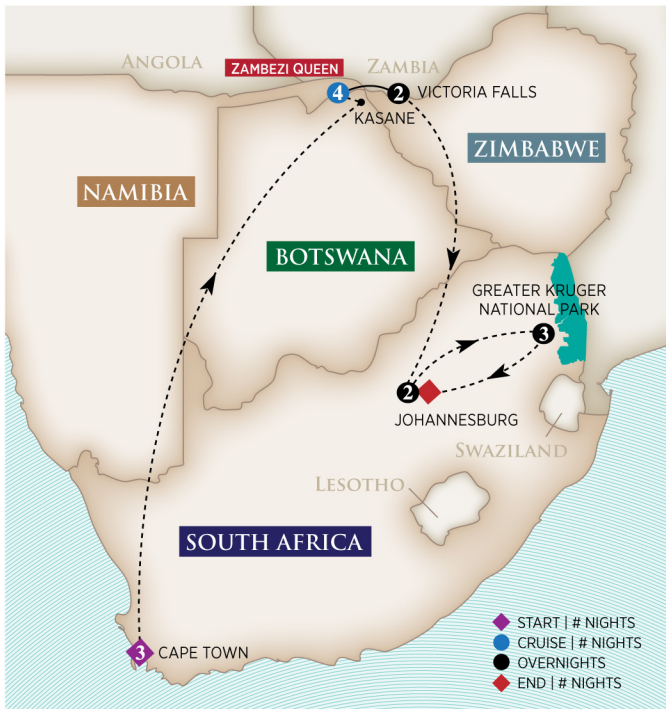 ANGOLA
ZAMBEZI QUEEN
ZAMBIA
4
2
VICTORIA FALLS
KASANE
ZIMBABWE
NAMIBIA
BOTSWANA
GREATER KRUGER
NATIONAL PARK
3
2
JOHANNESBURG
SWAZILAND
LESOTHO
SOUTH AFRICA
3
CAPE TOWN
START | # NIGHTS
CRUISE | # NIGHTS
OVERNIGHTS
END | # NIGHTS